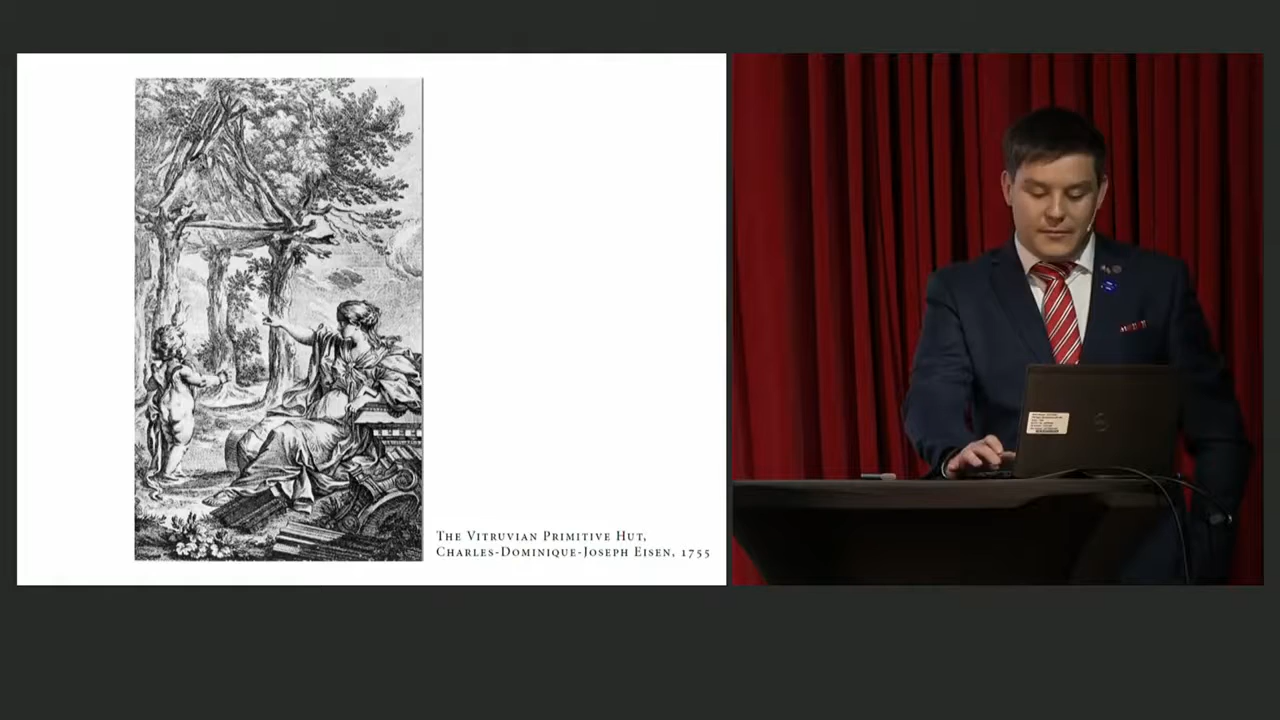 The Vitruvian Primitive Hut,
Charles-Dominique-Joseph Eisen, 1755